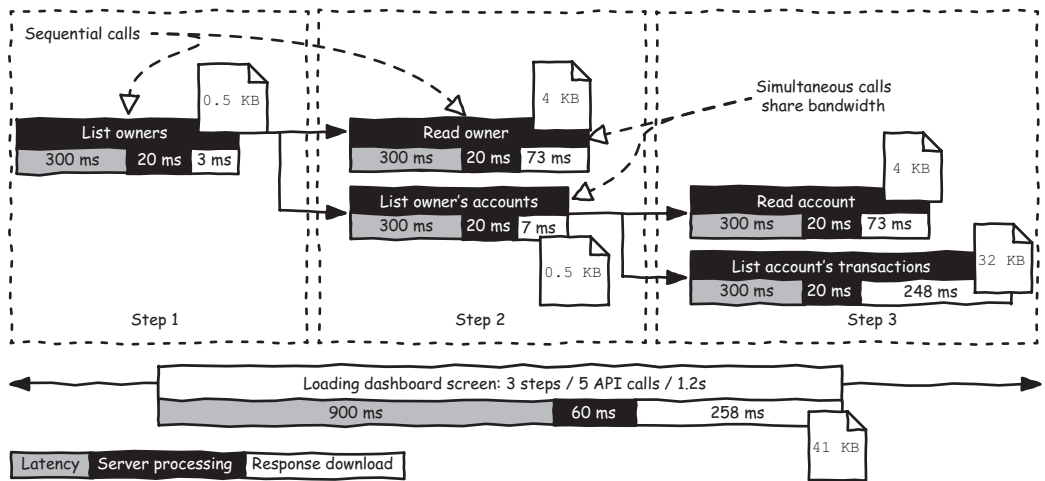 Sequential calls
0.5 KB
List owners
300 ms 20 ms 3 ms
Step 1
4 KB
Read owner
300 ms 20 ms 73 ms
List owner's accounts
300 ms 20 ms 7 ms
0.5 KB
Step 2
Simultaneous calls
share bandwidth
4 KB
Read account
300 ms 20 ms 73 ms
32 KB
List account's transactions
300 ms 20 ms 248 ms
Step 3
Loading dashboard screen: 3 steps / 5 API calls / 1.2s
900 ms 60 ms 258 ms
41 KB
Latency Server processing Response download